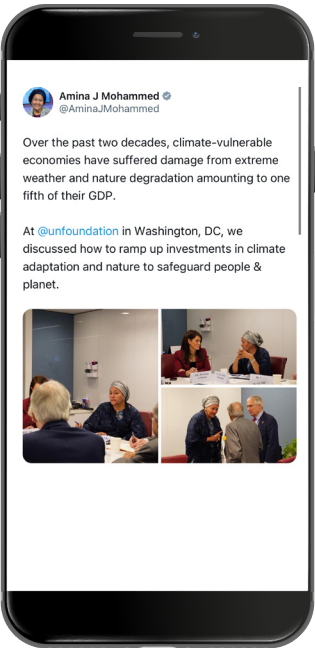 Amina J Mohammed
@AminaJMohammed
Over the past two decades, climate-vulnerable
economies have suffered damage from extreme
weather and nature degradation amounting to one
fifth of their GDP.
At @unfoundation in Washington, DC, we
discussed how to ramp up investments in climate
adaptation and nature to safeguard people &
planet.